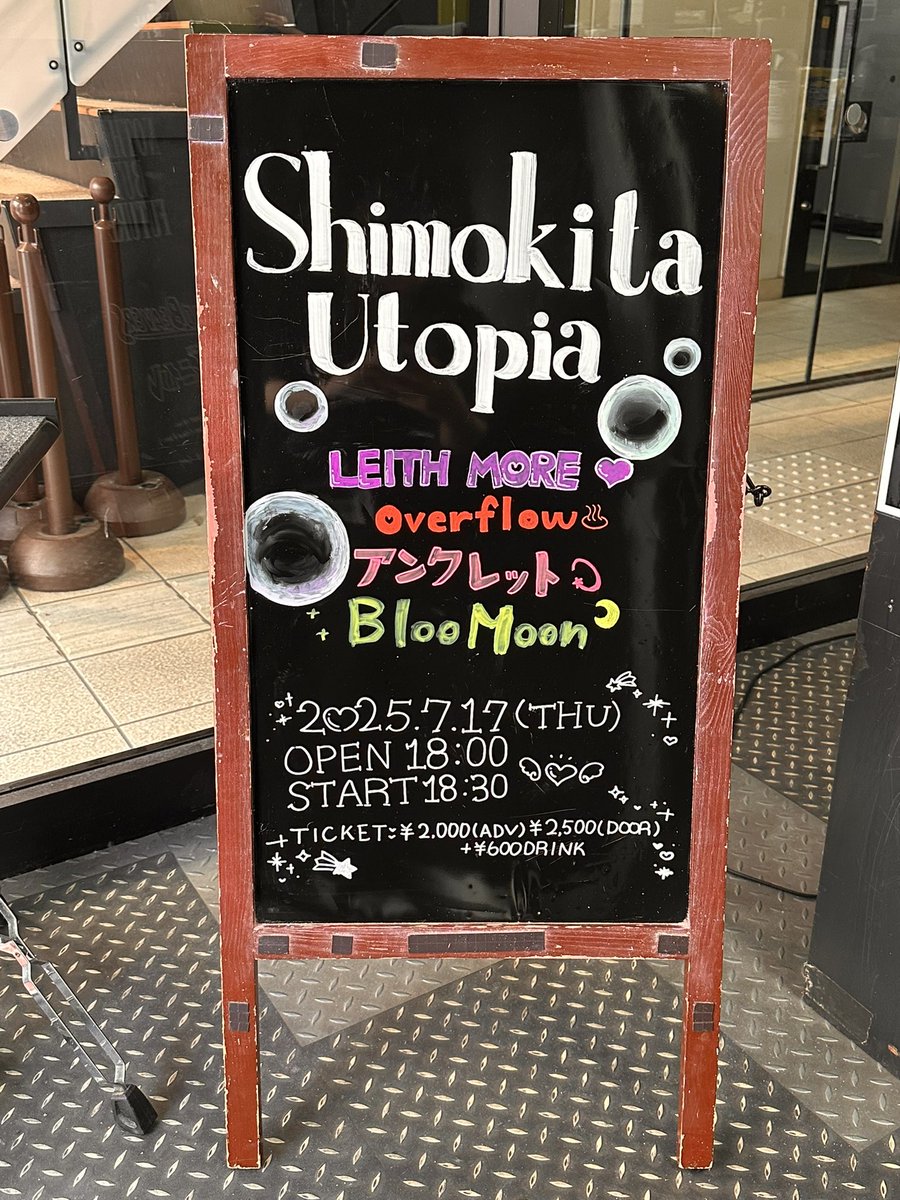 Shimokita
Utopia
LEITH MORE
Overflow♨
アンクレット
BlooMoon
2025.7.17(THU)
OPEN 18:00
START 18:30
TICKET:¥2.000(ADV)¥2,500(DOOR)
+¥600DRINK